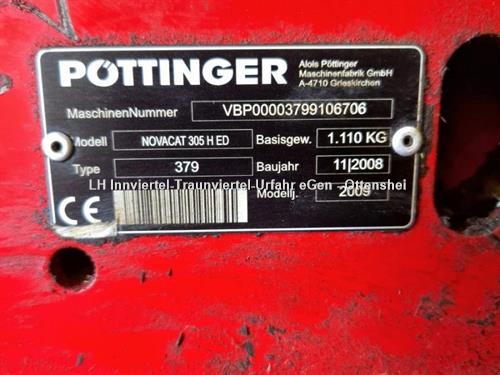 PÖTTINGER
Alois Pöttinger
Maschinenfabrik GmbH
A-4710 Grieskirchen
MaschinenNummer VBP00003799106706
Modell NOVACAT 305 H ED Basisgew. 1.110 KG
Type 379 Baujahr 11|2008
LH Innviertel-Traunviertel-Urfahr eGen - Ottenshei
CE Modellj. 2009